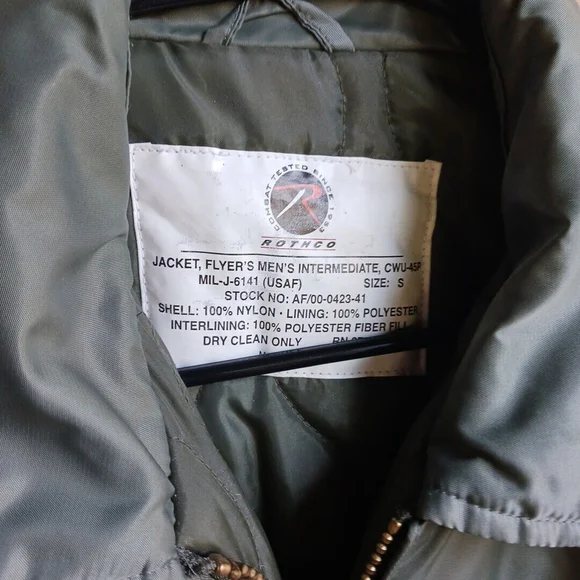 COMBAT TESTED SINCE 1953
R
ROTHCO
JACKET, FLYER'S MEN'S INTERMEDIATE, CWU-45P
MIL-J-6141 (USAF) SIZE: S
STOCK NO: AF/00-0423-41
SHELL: 100% NYLON • LINING: 100% POLYESTER
INTERLINING: 100% POLYESTER FIBER FILL
DRY CLEAN ONLY RN